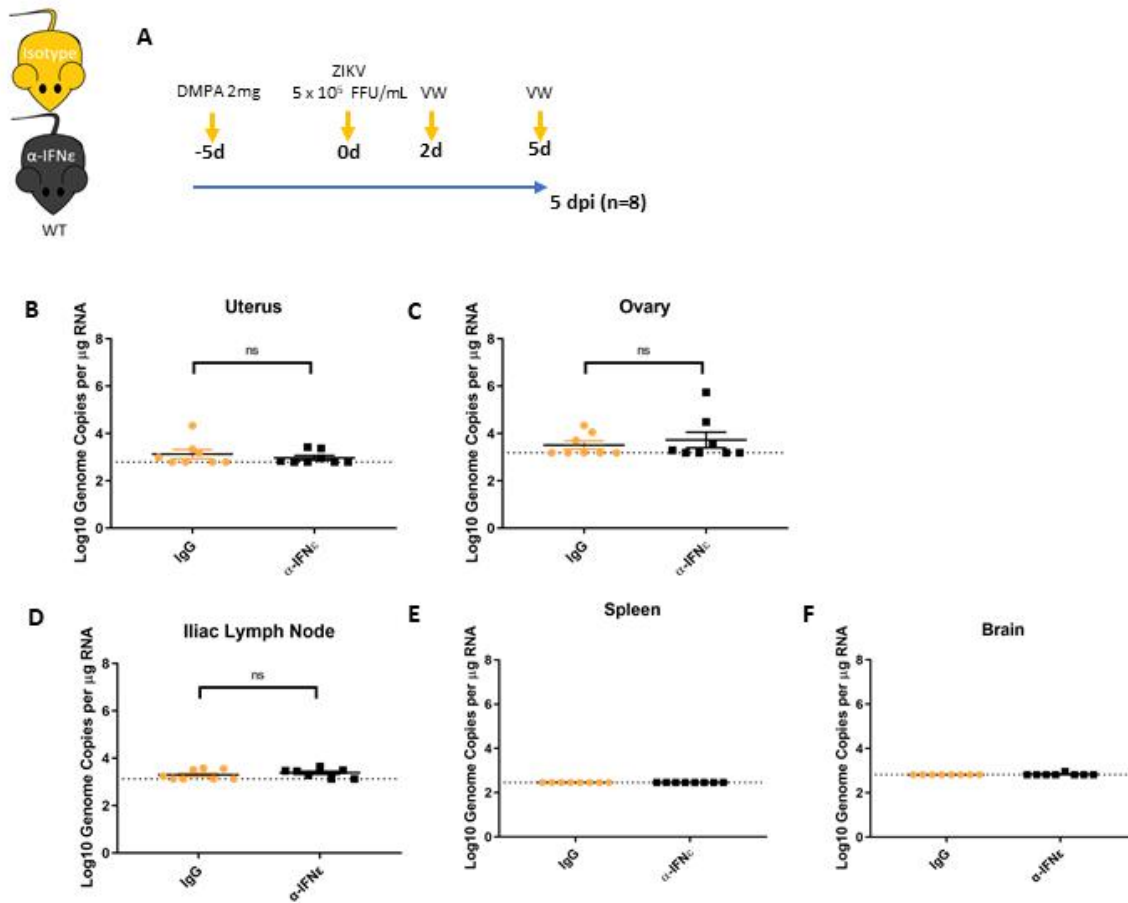 Isotype
α-IFNε
WT
A
DMPA 2mg
ZIKV
5 x 10⁵ FFU/mL
VW
VW
-5d
0d
2d
5d
5 dpi (n=8)
B
Uterus
Log10 Genome Copies per µg RNA
8
6
4
2
0
ns
IgG
α-IFNε
C
Ovary
Log10 Genome Copies per µg RNA
8
6
4
2
0
ns
IgG
α-IFNε
D
Iliac Lymph Node
Log10 Genome Copies per µg RNA
8
6
4
2
0
ns
IgG
α-IFNε
E
Spleen
Log10 Genome Copies per µg RNA
8
6
4
2
0
IgG
α-IFNε
F
Brain
Log10 Genome Copies per µg RNA
8
6
4
2
0
IgG
α-IFNε